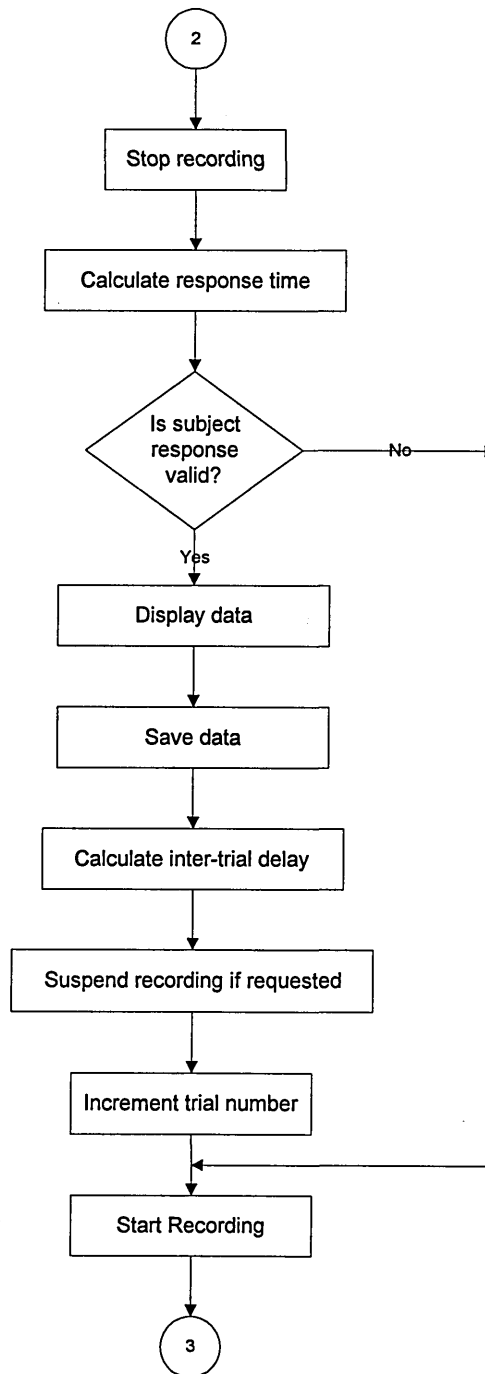 2
Stop recording
Calculate response time
Is subject
response
valid?
No
Yes
Display data
Save data
Calculate inter-trial delay
Suspend recording if requested
Increment trial number
Start Recording
3